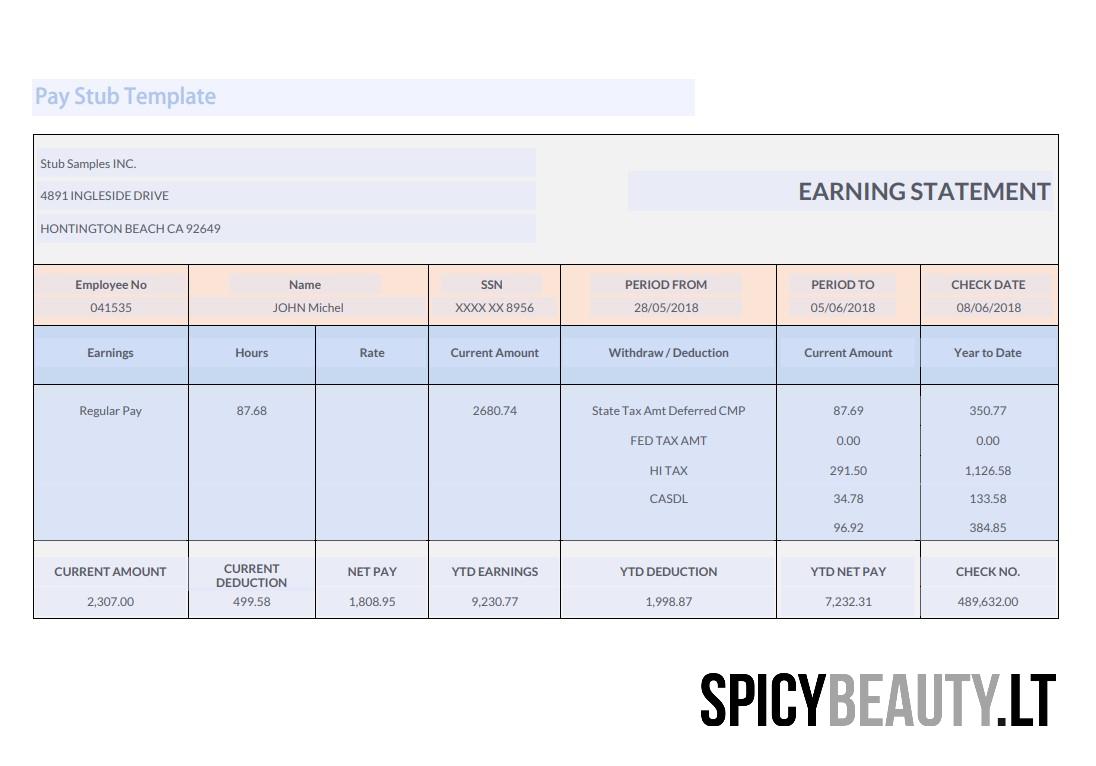 Pay Stub Template
Stub Samples INC.
4891 INGLESIDE DRIVE
HONTINGTON BEACH CA 92649
EARNING STATEMENT
Employee No Name SSN PERIOD FROM PERIOD TO CHECK DATE
041535 JOHN Michel XXXX XX 8956 28/05/2018 05/06/2018 08/06/2018
Earnings Hours Rate Current Amount Withdraw / Deduction Current Amount Year to Date
Regular Pay 87.68 2680.74 State Tax Amt Deferred CMP 87.69 350.77
FED TAX AMT 0.00 0.00
HI TAX 291.50 1,126.58
CASDL 34.78 133.58
96.92 384.85
CURRENT AMOUNT CURRENT DEDUCTION NET PAY YTD EARNINGS YTD DEDUCTION YTD NET PAY CHECK NO.
2,307.00 499.58 1,808.95 9,230.77 1,998.87 7,232.31 489,632.00
SPICYBEAUTY.LT